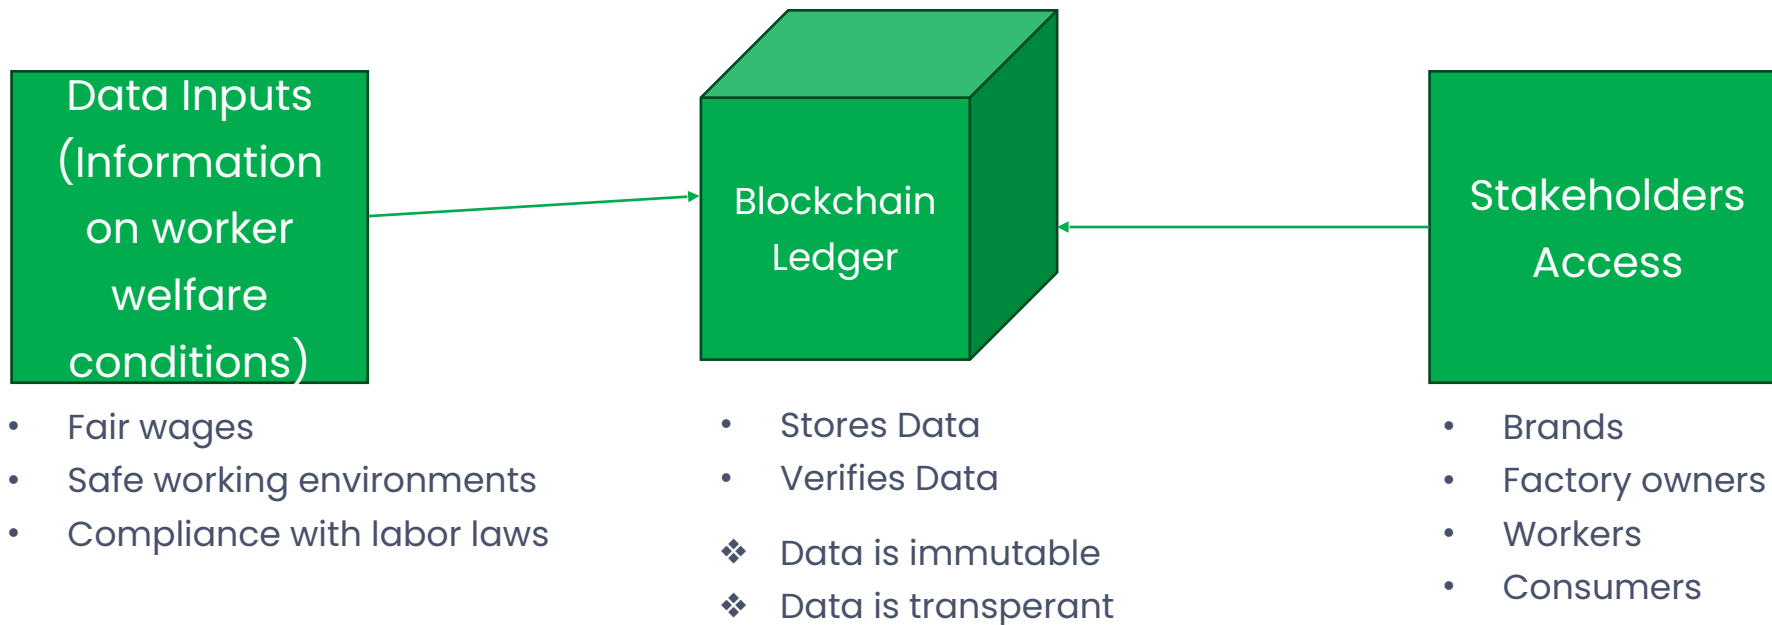 Data Inputs
(Information
on worker
welfare
conditions)
Blockchain
Ledger
Stakeholders
Access
• Fair wages
• Safe working environments
• Compliance with labor laws
• Stores Data
• Verifies Data
❖ Data is immutable
❖ Data is transperant
• Brands
• Factory owners
• Workers
• Consumers